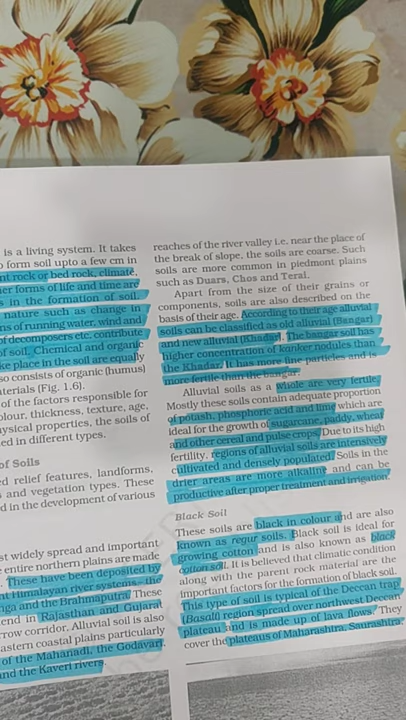 is a living system. It takes
form soil upto a few cm in
nt rock or bed rock, climate,
er forms of life and time are
s in the formation of soil.
nature such as change in
ns of running water, wind and
of decomposers etc. contribute
of soil. Chemical and organic
ke place in the soil are equally
so consists of organic (humus)
terials (Fig. 1.6).
of the factors responsible for
olour, thickness, texture, age,
ysical properties, the soils of
ed in different types.
of Soils
ed relief features, landforms,
s and vegetation types. These
d in the development of various
st widely spread and important
entire northern plains are made
These have been deposited by
t Himalayan river systems– the
nga and the Brahmaputra. These
end in Rajasthan and Gujarat
rrow corridor. Alluvial soil is also
astern coastal plains particularly
of the Mahanadi, the Godavari,
and the Kaveri rivers.
reaches of the river valley i.e. near the place of
the break of slope, the soils are coarse. Such
soils are more common in piedmont plains
such as Duars, Chos and Terai.
Apart from the size of their grains or
components, soils are also described on the
basis of their age. According to their age alluvial
soils can be classified as old alluvial (Bangar)
and new alluvial (Khadar). The bangar soil has
higher concentration of kanker nodules than
the Khadar. It has more fine particles and is
more fertile than the bangar.
Alluvial soils as a whole are very fertile.
Mostly these soils contain adequate proportion
of potash, phosphoric acid and lime which are
ideal for the growth of sugarcane, paddy, wheat
and other cereal and pulse crops. Due to its high
fertility, regions of alluvial soils are intensively
cultivated and densely populated. Soils in the
drier areas are more alkaline and can be
productive after proper treatment and irrigation.
Black Soil
These soils are black in colour and are also
known as regur soils. Black soil is ideal for
growing cotton and is also known as black
cotton soil. It is believed that climatic condition
along with the parent rock material are the
important factors for the formation of black soil.
This type of soil is typical of the Deccan trap
(Basalt) region spread over northwest Deccan
plateau and is made up of lava flows. They
cover the plateaus of Maharashtra, Saurashtra,